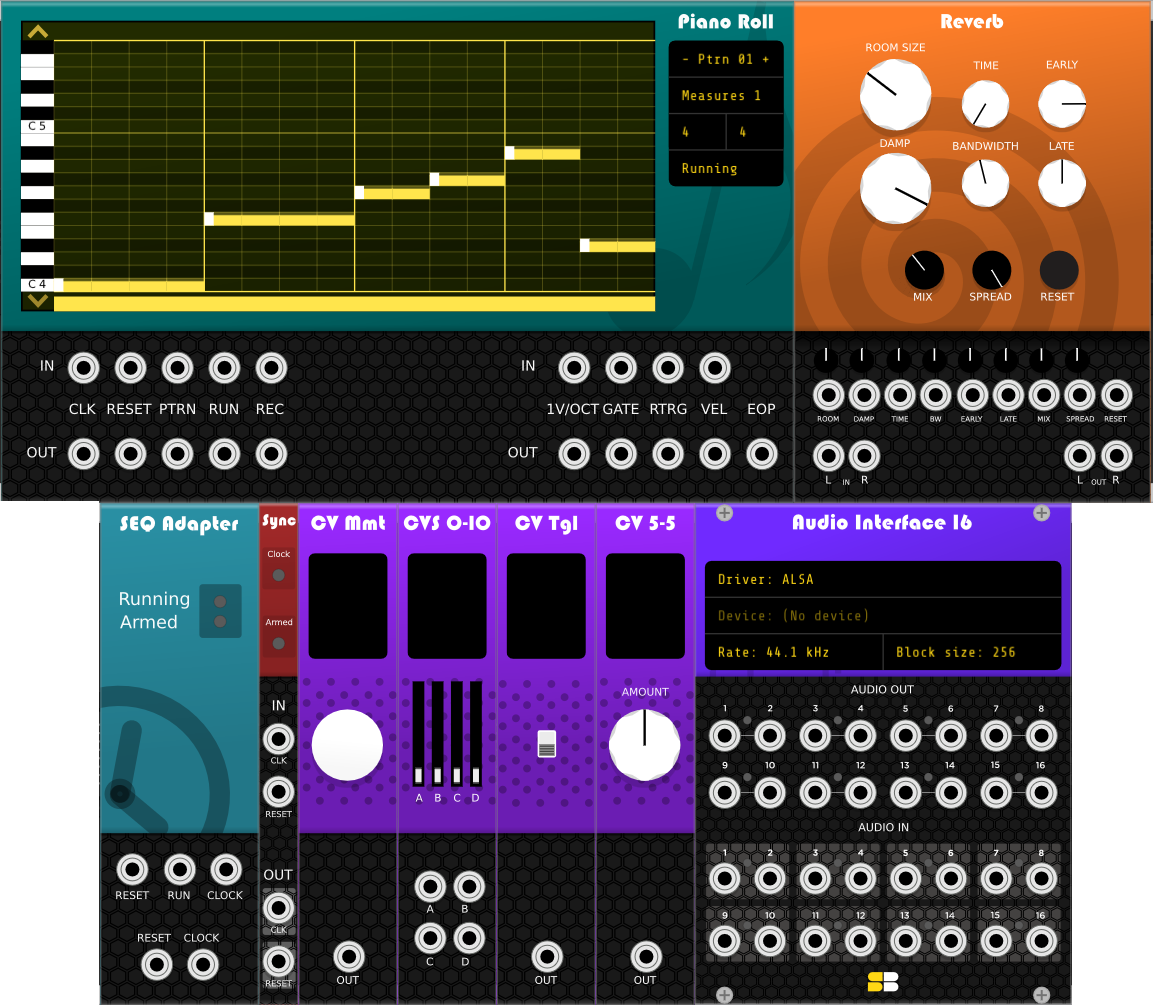 Piano Roll
- Ptrn 01 +
Measures 1
4 4
Running
C 5
C 4
IN
CLK RESET PTRN RUN REC
OUT
IN
1V/OCT GATE RTRG VEL EOP
OUT
Reverb
ROOM SIZE
TIME EARLY
DAMP
BANDWIDTH LATE
MIX SPREAD RESET
ROOM DAMP TIME BW EARLY LATE MIX SPREAD RESET
L IN R
L OUT R
SEQ Adapter
Running
Armed
RESET RUN CLOCK
RESET CLOCK
Sync
Clock
Armed
IN
CLK
RESET
OUT
CLK
RESET
CV Mmt
OUT
CVS 0-10
A B C D
A B
C D
CV Tgl
OUT
CV 5-5
AMOUNT
OUT
Audio Interface 16
Driver: ALSA
Device: (No device)
Rate: 44.1 kHz Block size: 256
AUDIO OUT
1 2 3 4 5 6 7 8
9 10 11 12 13 14 15 16
AUDIO IN
1 2 3 4 5 6 7 8
9 10 11 12 13 14 15 16